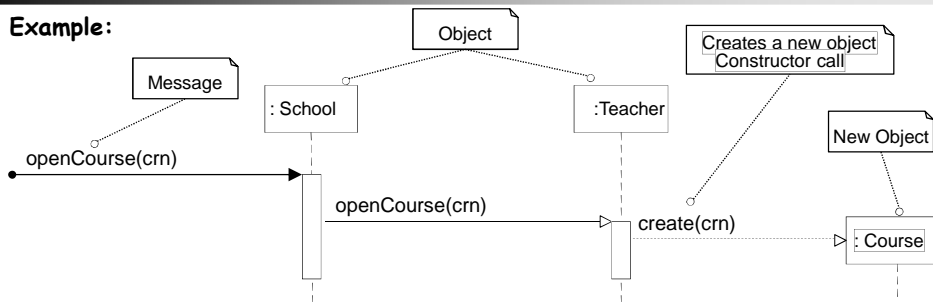 Example:
Object
Creates a new object
Constructor call
Message
: School
:Teacher
New Object
openCourse(crn)
openCourse(crn)
create(crn)
: Course